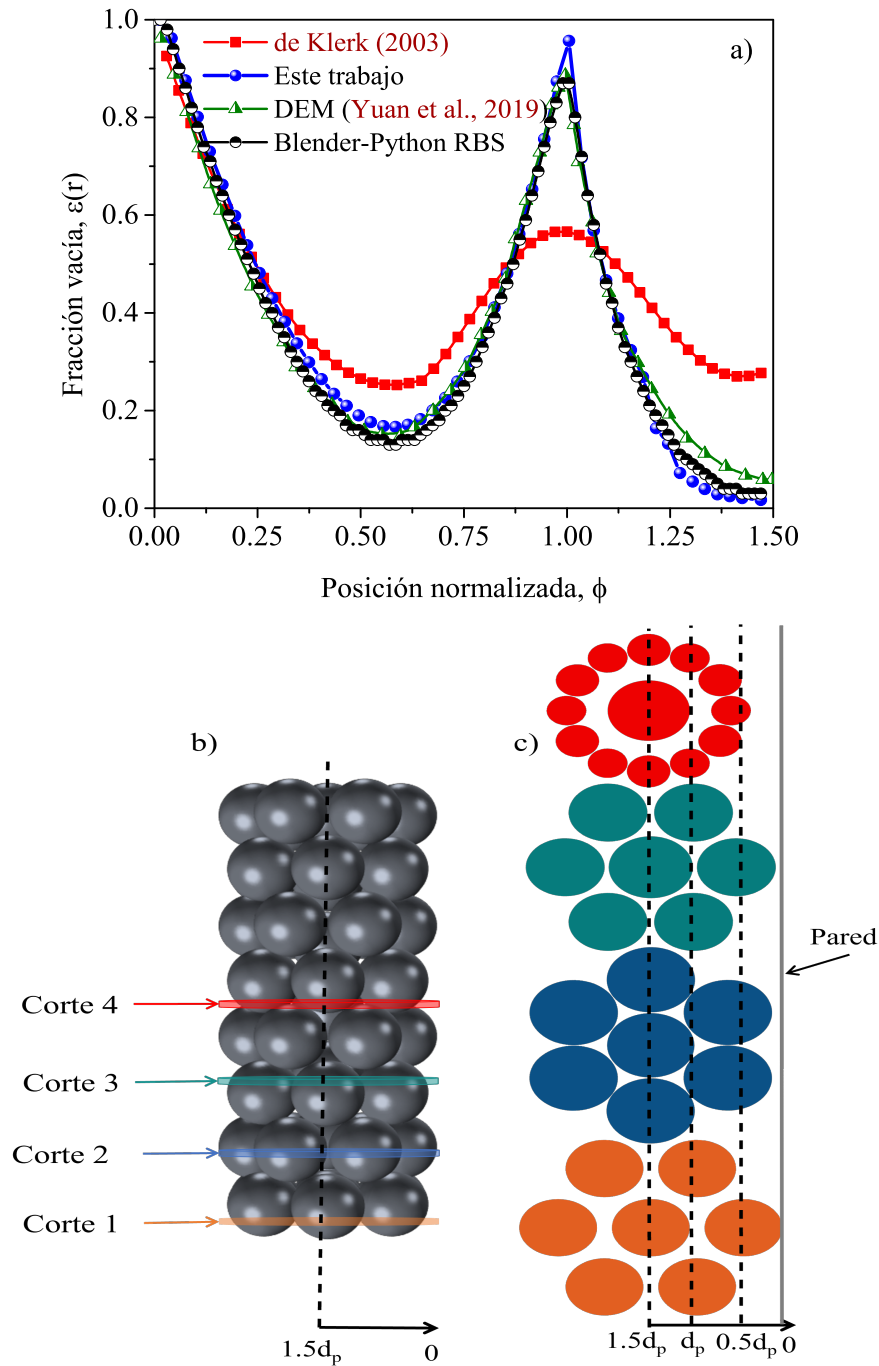 a)
de Klerk (2003)
Este trabajo
DEM (Yuan et al., 2019)
Blender-Python RBS
Fracción vacía, ε(r)
1.0
0.8
0.6
0.4
0.2
0.0
0.00 0.25 0.50 0.75 1.00 1.25 1.50
Posición normalizada, ϕ
b)
c)
Pared
Corte 4
Corte 3
Corte 2
Corte 1
1.5dp 0
1.5dp dp 0.5dp 0